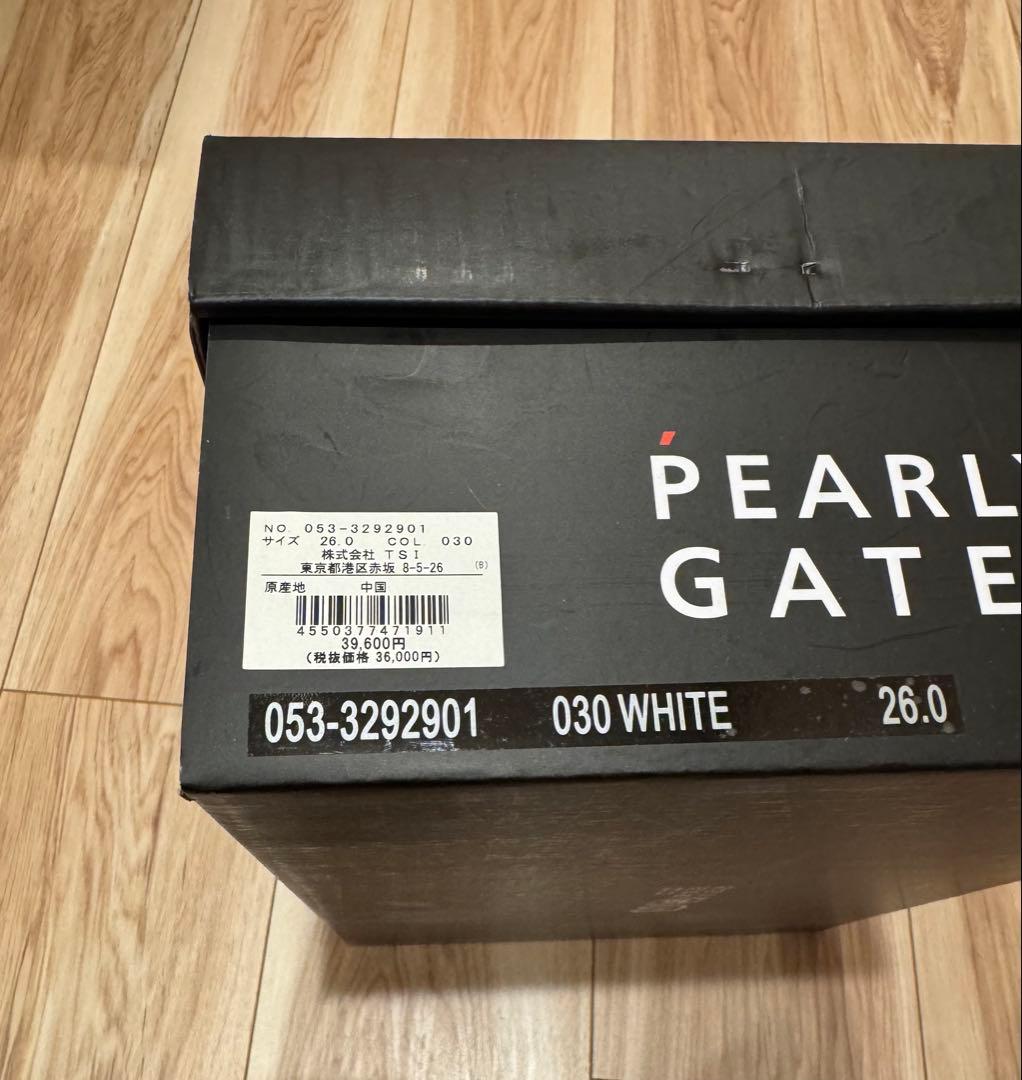 PEARLY
GATE
NO. 053-3292901
サイズ 26.0 COL 030
株式会社 TSI
東京都港区赤坂 8-5-26 (B)
原産地 中国
4550377471911
39,600円
(税抜価格 36,000円)
053-3292901 030 WHITE 26.0